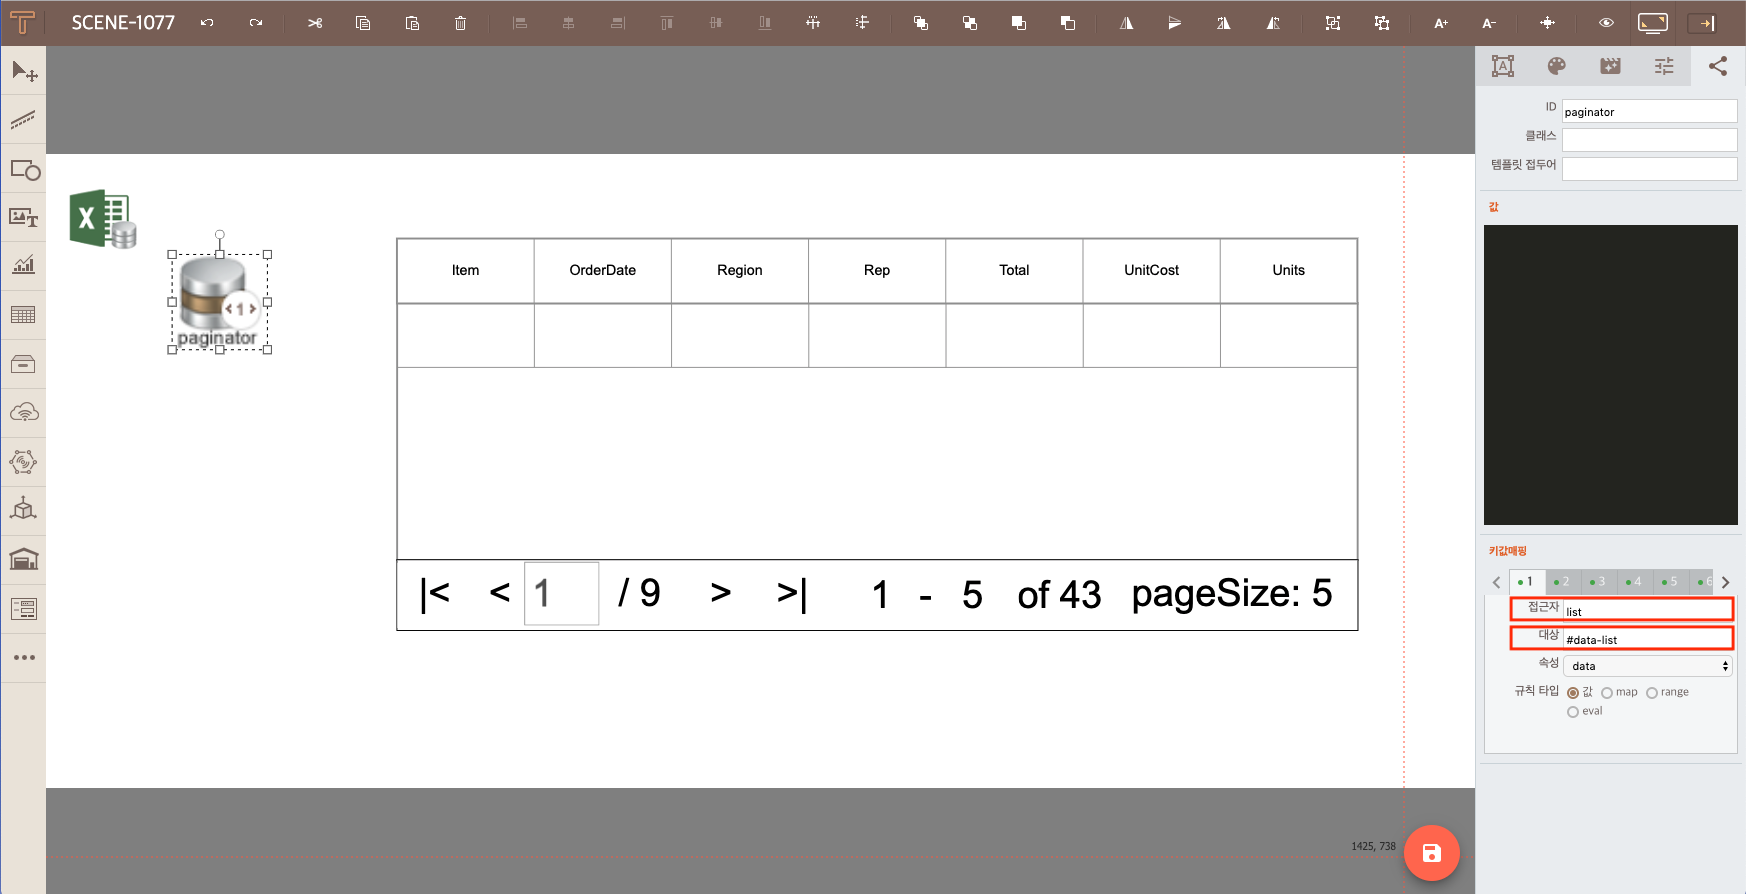 SCENE-1077
A+
A-
A
ID
paginator
클래스
템플릿 접두어
값
X
<1>
paginator
Item
OrderDate
Region
Rep
Total
UnitCost
Units
|<
<
1
/ 9
>
>|
1 - 5 of 43
pageSize: 5
키값매핑
1
2
3
4
5
6
접근자
list
대상
#data-list
속성
data
규칙 타입
값
map
range
eval
1425, 738